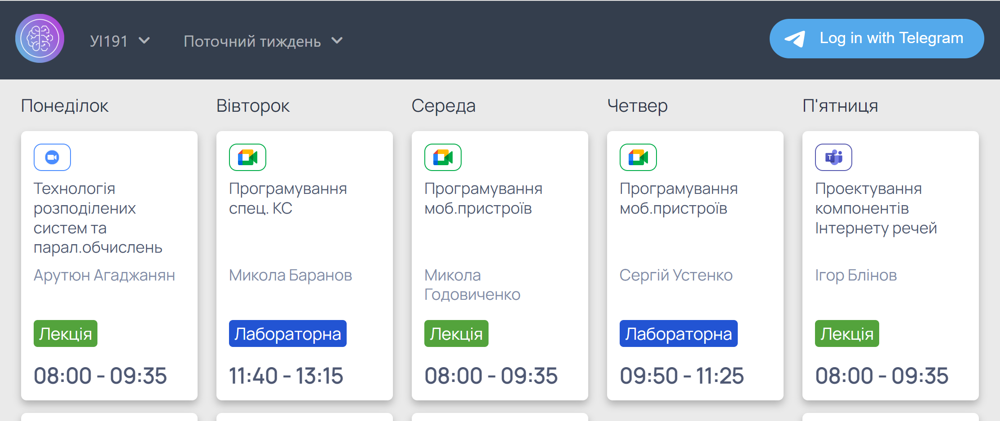 УІ191
Поточний тиждень
Log in with Telegram
Понеділок
Вівторок
Середа
Четвер
П'ятниця
Технологія
розподілених
систем та
парал.обчислень
Арутюн Агаджанян
Лекція
08:00 - 09:35
Програмування
спец. КС
Микола Баранов
Лабораторна
11:40 - 13:15
Програмування
моб.пристроїв
Микола
Годовиченко
Лекція
08:00 - 09:35
Програмування
моб.пристроїв
Сергій Устенко
Лабораторна
09:50 - 11:25
T
Проектування
компонентів
Інтернету речей
Ігор Блінов
Лекція
08:00 - 09:35